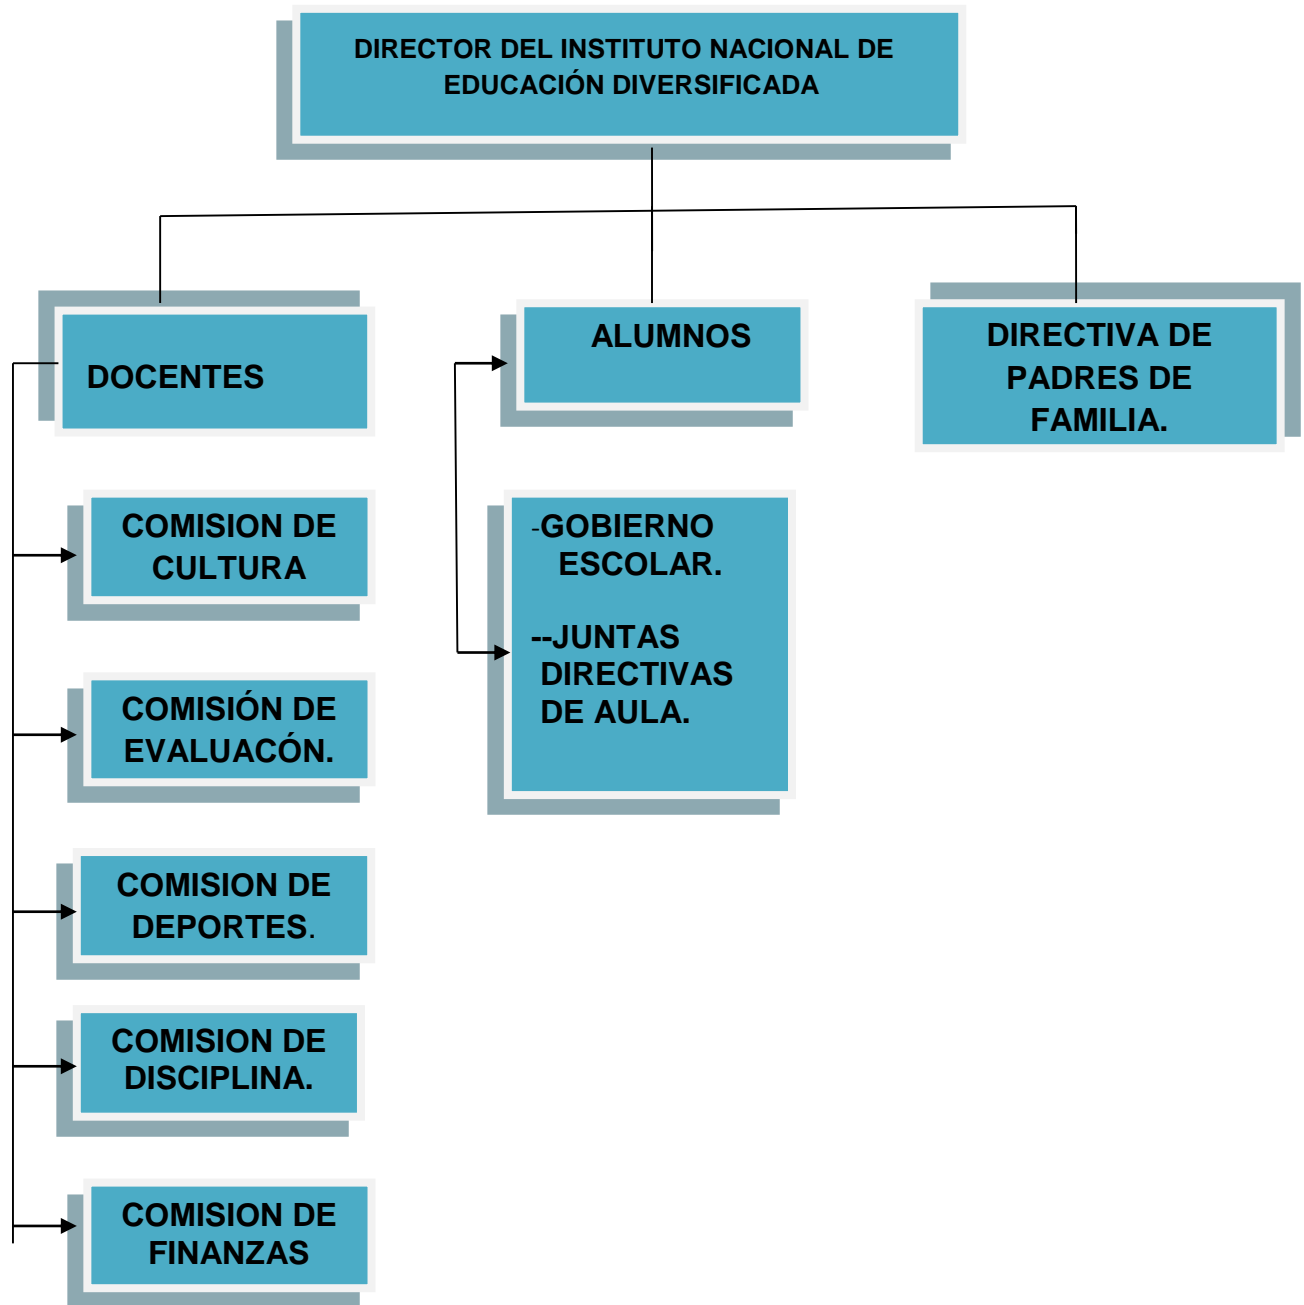 DIRECTOR DEL INSTITUTO NACIONAL DE
EDUCACIÓN DIVERSIFICADA
DOCENTES
ALUMNOS
DIRECTIVA DE
PADRES DE
FAMILIA.
COMISION DE
CULTURA
-GOBIERNO
ESCOLAR.
--JUNTAS
DIRECTIVAS
DE AULA.
COMISIÓN DE
EVALUACÓN.
COMISION DE
DEPORTES.
COMISION DE
DISCIPLINA.
COMISION DE
FINANZAS